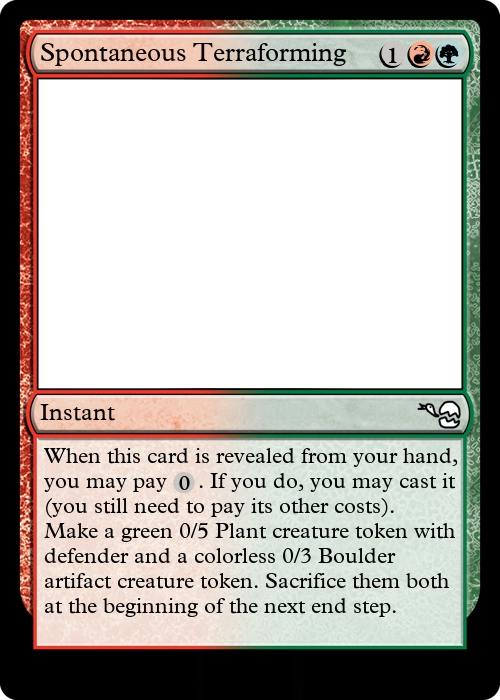 Spontaneous Terraforming 1
Instant
When this card is revealed from your hand,
you may pay 0 . If you do, you may cast it
(you still need to pay its other costs).
Make a green 0/5 Plant creature token with
defender and a colorless 0/3 Boulder
artifact creature token. Sacrifice them both
at the beginning of the next end step.